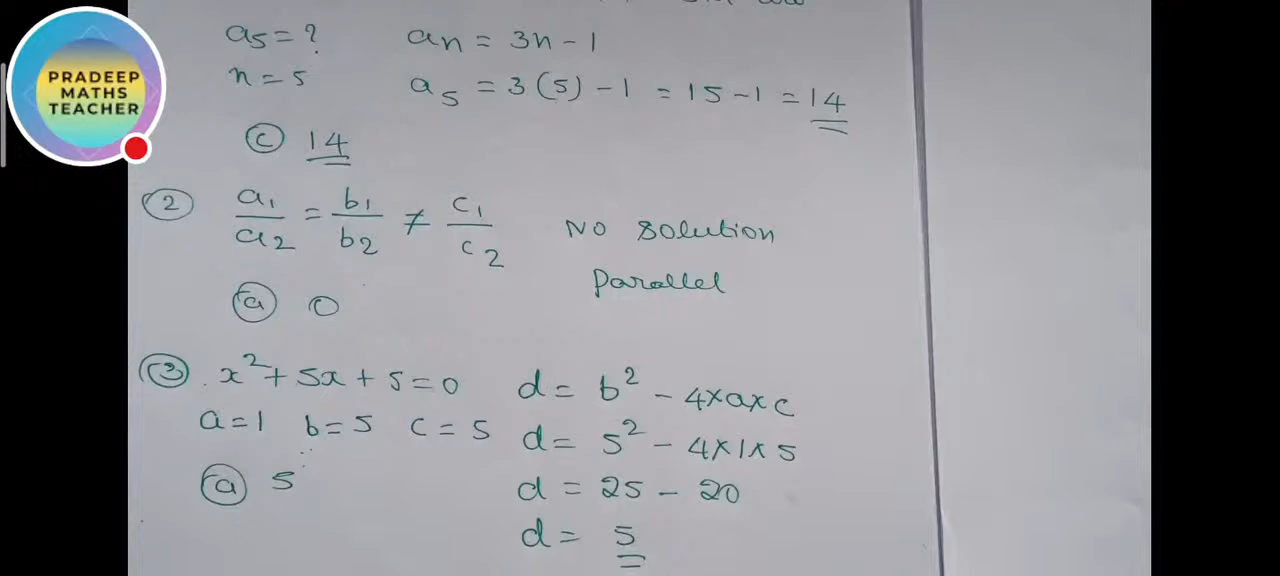 PRADEEP
MATHS
TEACHER
a5 = ? an = 3n - 1
n = 5 a5 = 3 (5) - 1 = 15 - 1 = 14
(c) 14
(2) a1/a2 = b1/b2 ≠ c1/c2 No solution
Parallel
(a) 0
(3) x² + 5x + 5 = 0 d = b² - 4×a×c
a = 1 b = 5 c = 5 d = 5² - 4×1×5
(a) 5 d = 25 - 20
d = 5